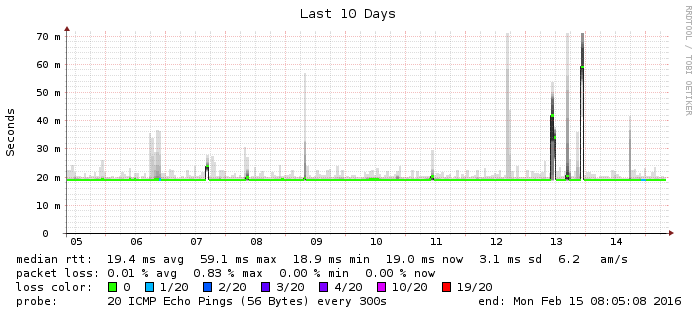 Last 10 Days
RRDTOOL / TOBI OETIKER
Seconds
70 m
60 m
50 m
40 m
30 m
20 m
10 m
0
05 06 07 08 09 10 11 12 13 14
median rtt: 19.4 ms avg 59.1 ms max 18.9 ms min 19.0 ms now 3.1 ms sd 6.2 am/s
packet loss: 0.01 % avg 0.83 % max 0.00 % min 0.00 % now
loss color: 0 1/20 2/20 3/20 4/20 10/20 19/20
probe: 20 ICMP Echo Pings (56 Bytes) every 300s end: Mon Feb 15 08:05:08 2016